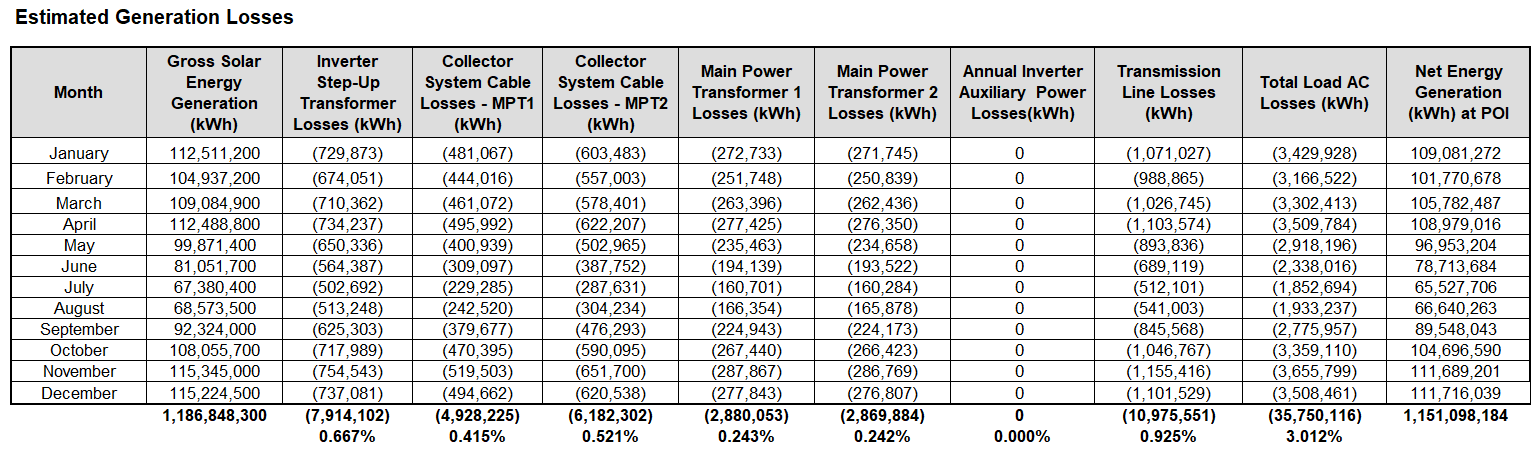 Estimated Generation Losses
Month | Gross Solar Energy Generation (kWh) | Inverter Step-Up Transformer Losses (kWh) | Collector System Cable Losses - MPT1 (kWh) | Collector System Cable Losses - MPT2 (kWh) | Main Power Transformer 1 Losses (kWh) | Main Power Transformer 2 Losses (kWh) | Annual Inverter Auxiliary Power Losses(kWh) | Transmission Line Losses (kWh) | Total Load AC Losses (kWh) | Net Energy Generation (kWh) at POI
January | 112,511,200 | (729,873) | (481,067) | (603,483) | (272,733) | (271,745) | 0 | (1,071,027) | (3,429,928) | 109,081,272
February | 104,937,200 | (674,051) | (444,016) | (557,003) | (251,748) | (250,839) | 0 | (988,865) | (3,166,522) | 101,770,678
March | 109,084,900 | (710,362) | (461,072) | (578,401) | (263,396) | (262,436) | 0 | (1,026,745) | (3,302,413) | 105,782,487
April | 112,488,800 | (734,237) | (495,992) | (622,207) | (277,425) | (276,350) | 0 | (1,103,574) | (3,509,784) | 108,979,016
May | 99,871,400 | (650,336) | (400,939) | (502,965) | (235,463) | (234,658) | 0 | (893,836) | (2,918,196) | 96,953,204
June | 81,051,700 | (564,387) | (309,097) | (387,752) | (194,139) | (193,522) | 0 | (689,119) | (2,338,016) | 78,713,684
July | 67,380,400 | (502,692) | (229,285) | (287,631) | (160,701) | (160,284) | 0 | (512,101) | (1,852,694) | 65,527,706
August | 68,573,500 | (513,248) | (242,520) | (304,234) | (166,354) | (165,878) | 0 | (541,003) | (1,933,237) | 66,640,263
September | 92,324,000 | (625,303) | (379,677) | (476,293) | (224,943) | (224,173) | 0 | (845,568) | (2,775,957) | 89,548,043
October | 108,055,700 | (717,989) | (470,395) | (590,095) | (267,440) | (266,423) | 0 | (1,046,767) | (3,359,110) | 104,696,590
November | 115,345,000 | (754,543) | (519,503) | (651,700) | (287,867) | (286,769) | 0 | (1,155,416) | (3,655,799) | 111,689,201
December | 115,224,500 | (737,081) | (494,662) | (620,538) | (277,843) | (276,807) | 0 | (1,101,529) | (3,508,461) | 111,716,039
1,186,848,300 | (7,914,102) | (4,928,225) | (6,182,302) | (2,880,053) | (2,869,884) | 0 | (10,975,551) | (35,750,116) | 1,151,098,184
0.667% | 0.415% | 0.521% | 0.243% | 0.242% | 0.000% | 0.925% | 3.012%